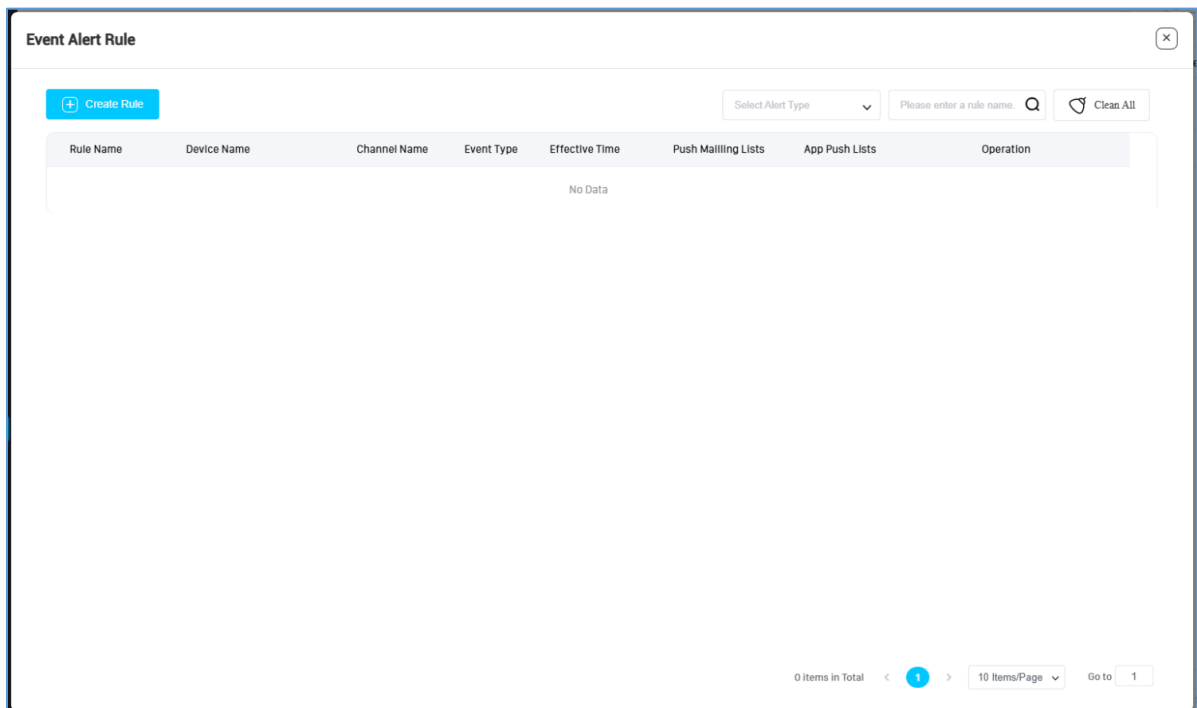 Event Alert Rule
Create Rule
Select Alert Type
Please enter a rule name.
Clean All
Rule Name Device Name Channel Name Event Type Effective Time Push Mailling Lists App Push Lists Operation
No Data
0 items in Total 1 10 Items/Page Go to 1